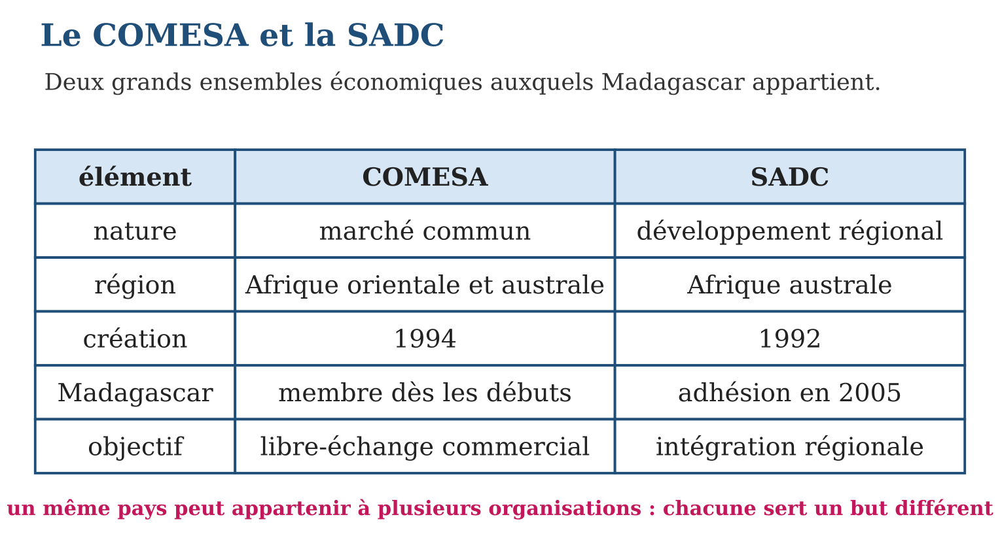 Le COMESA et la SADC
Deux grands ensembles économiques auxquels Madagascar appartient.
élément COMESA SADC
nature marché commun développement régional
région Afrique orientale et australe Afrique australe
création 1994 1992
Madagascar membre dès les débuts adhésion en 2005
objectif libre-échange commercial intégration régionale
un même pays peut appartenir à plusieurs organisations : chacune sert un but différent